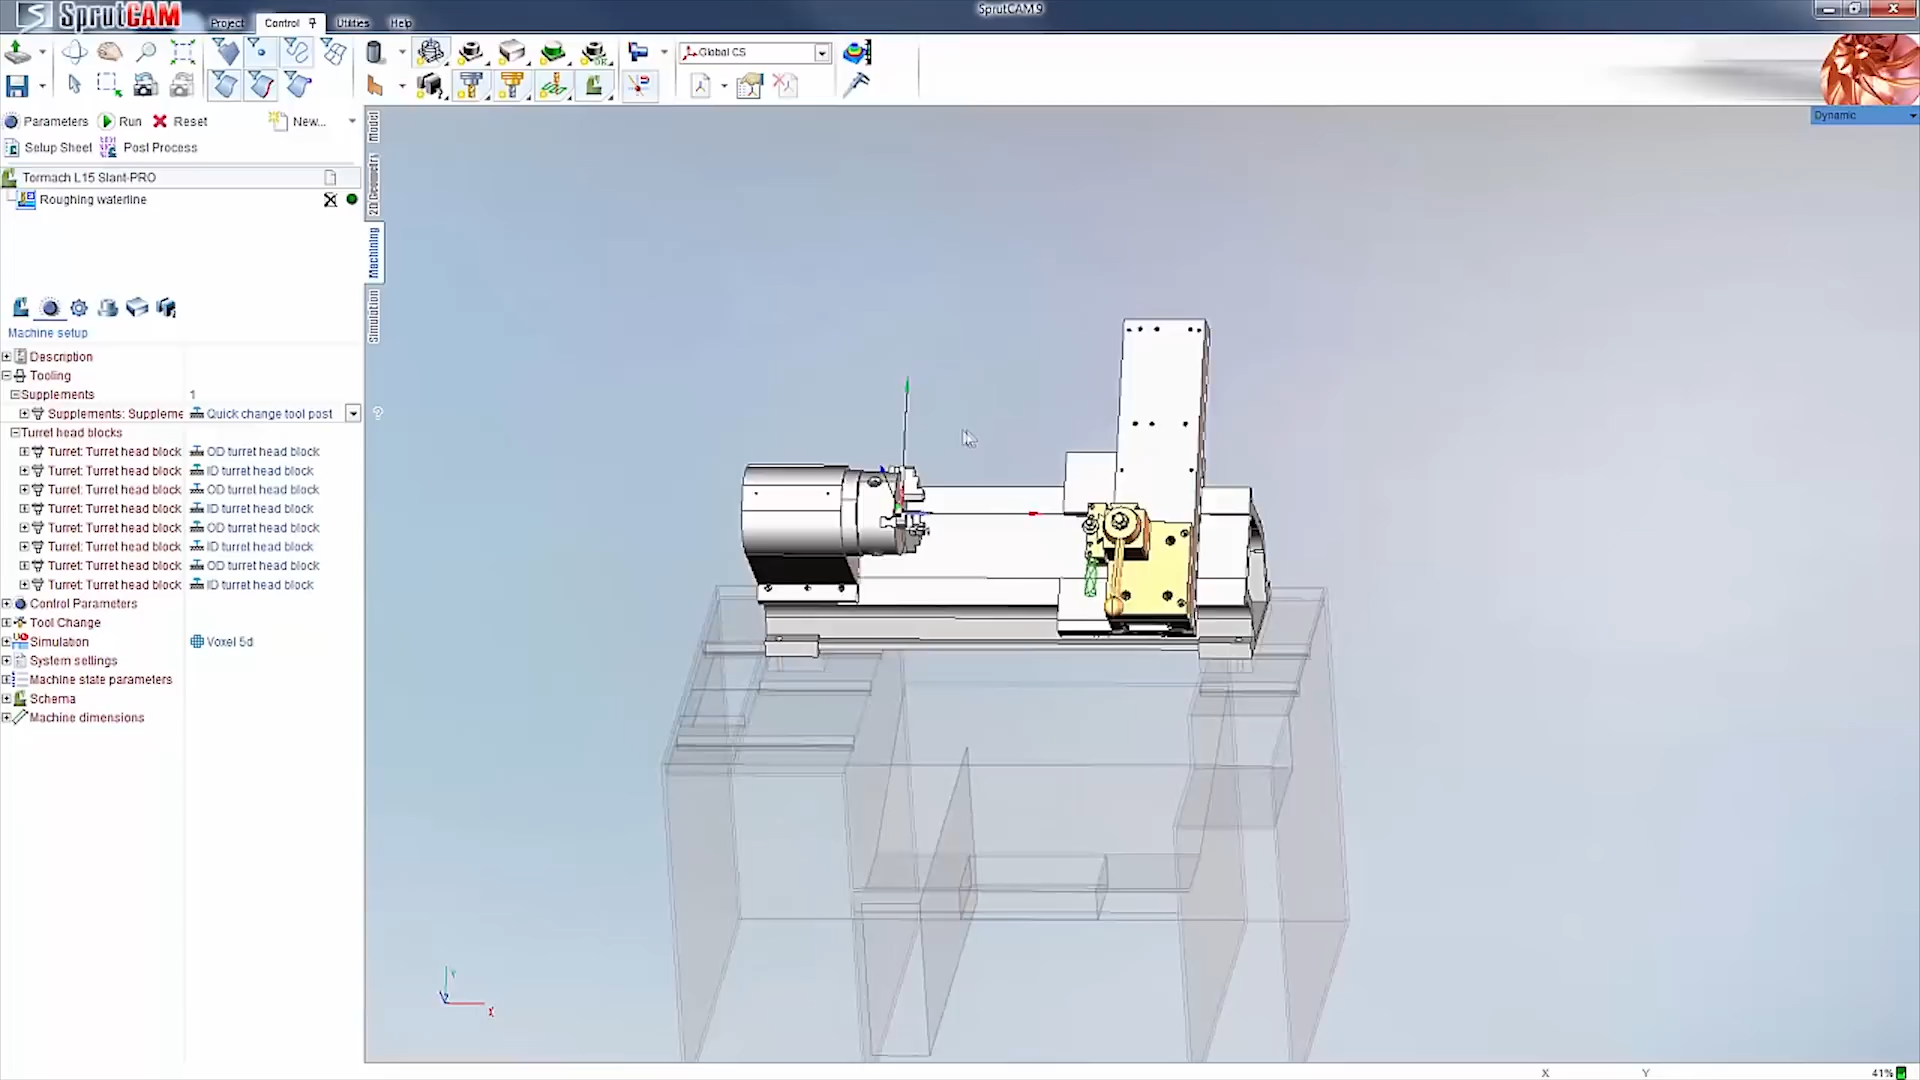 SprutCAM
SprutCAM 9
Project
Control
Utilities
Help
Global CS
Dynamic
Parameters
Run
Reset
New...
Setup Sheet
Post Process
Tormach L15 Slant-PRO
Roughing waterline
Model
2D Geometry
Machining
Simulation
Machine setup
Description
Tooling
Supplements 1
Supplements: Suppleme Quick change tool post
Turret head blocks
Turret: Turret head block OD turret head block
Turret: Turret head block ID turret head block
Turret: Turret head block OD turret head block
Turret: Turret head block ID turret head block
Turret: Turret head block OD turret head block
Turret: Turret head block ID turret head block
Turret: Turret head block OD turret head block
Turret: Turret head block ID turret head block
Control Parameters
Tool Change
Simulation Voxel 5d
System settings
Machine state parameters
Schema
Machine dimensions
Y
Z
X
X Y 41%